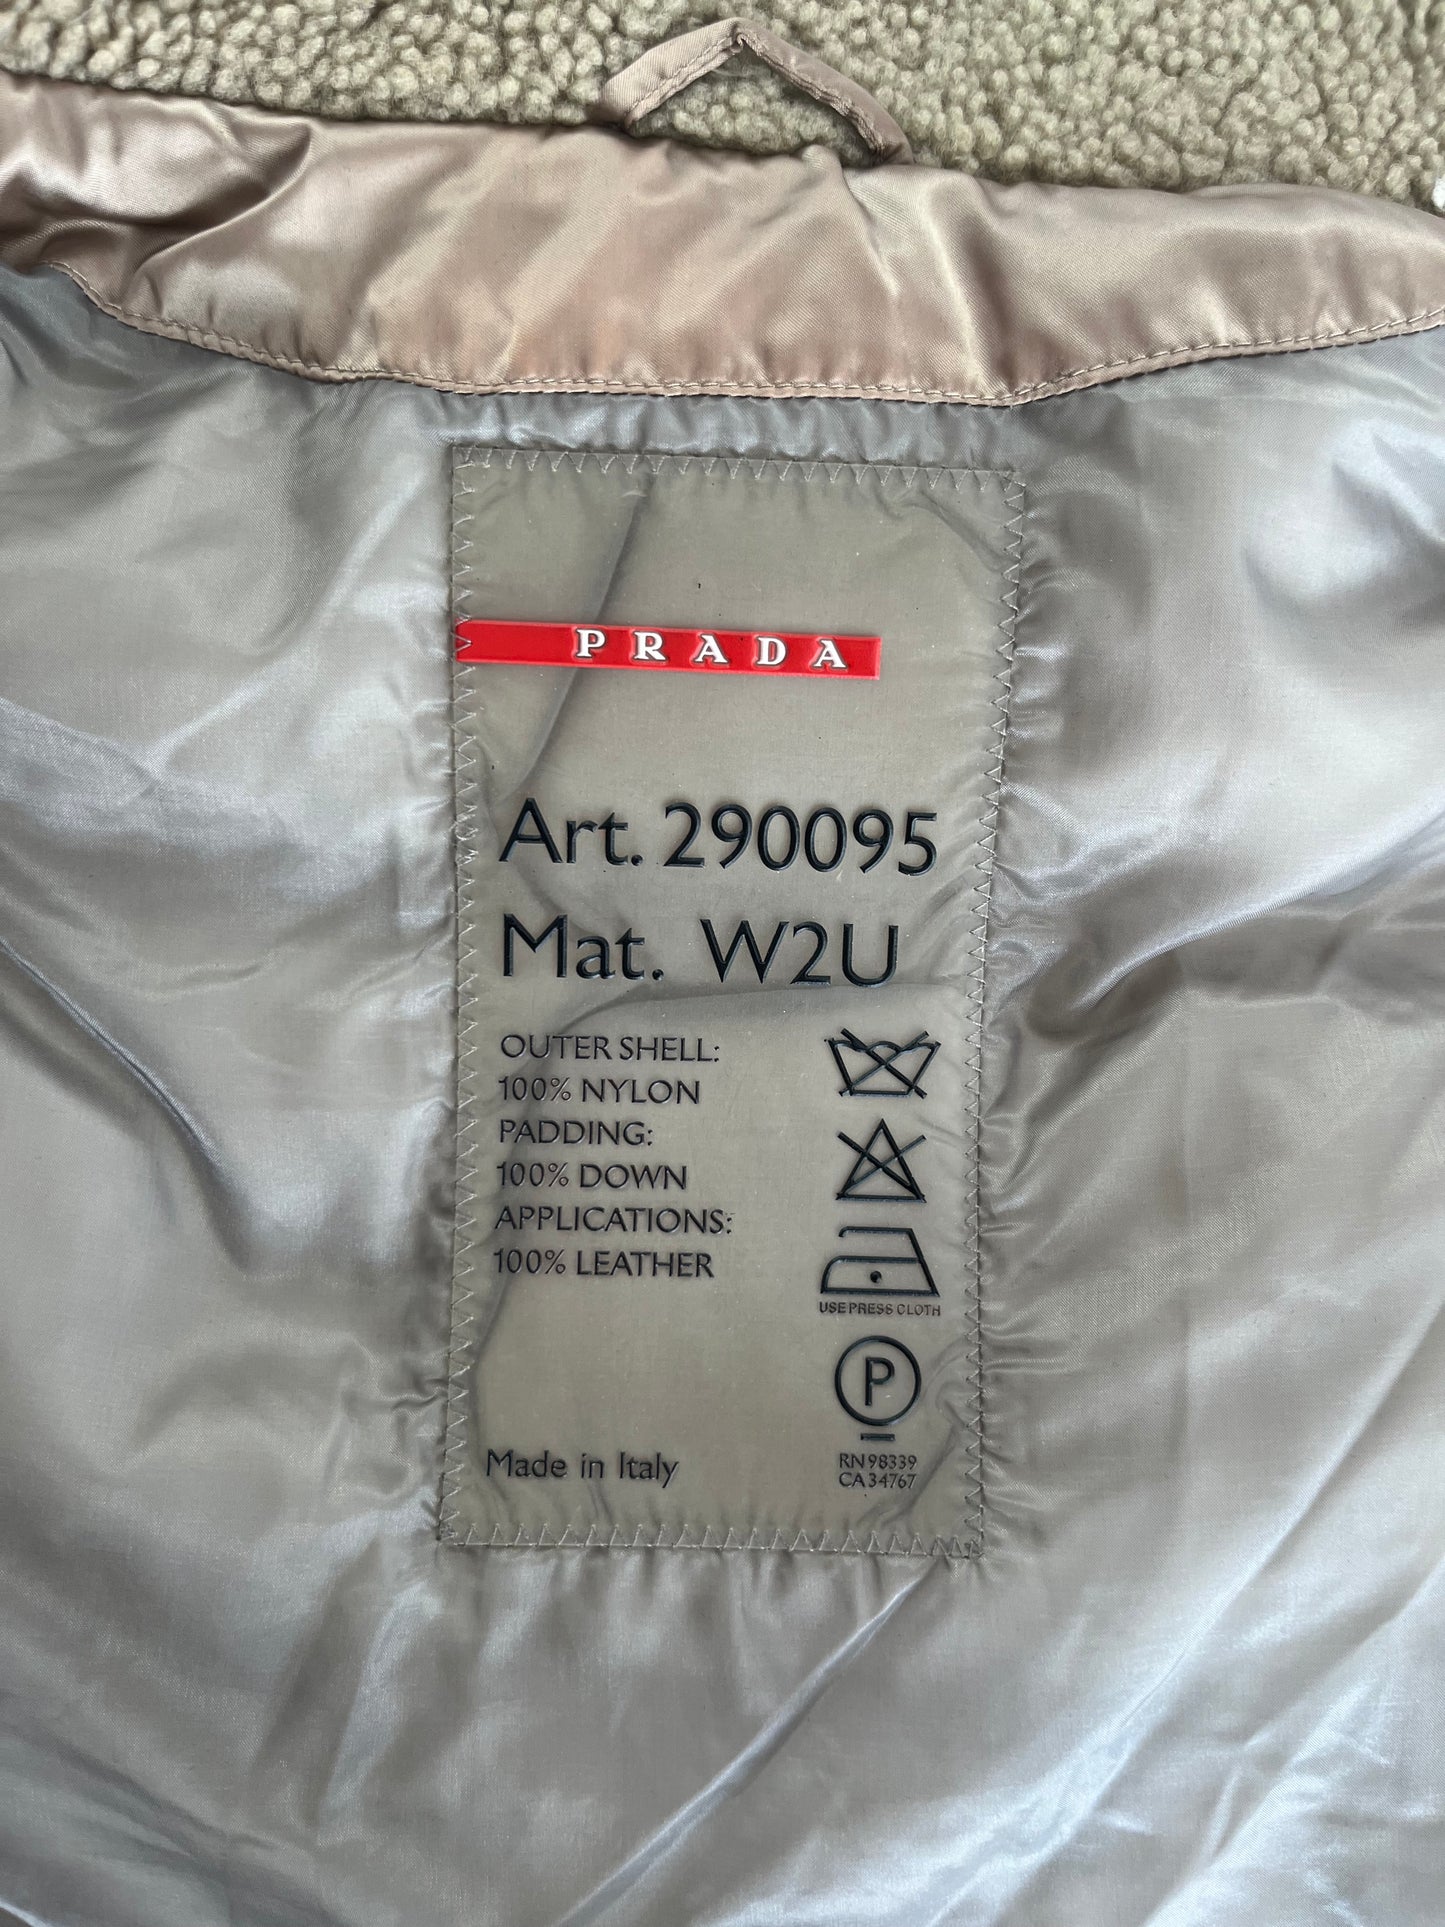 PRADA
Art. 290095
Mat. W2U
OUTER SHELL:
100% NYLON
PADDING:
100% DOWN
APPLICATIONS:
100% LEATHER
USE PRESS CLOTH
P
Made in Italy
RN 98339
CA 34767